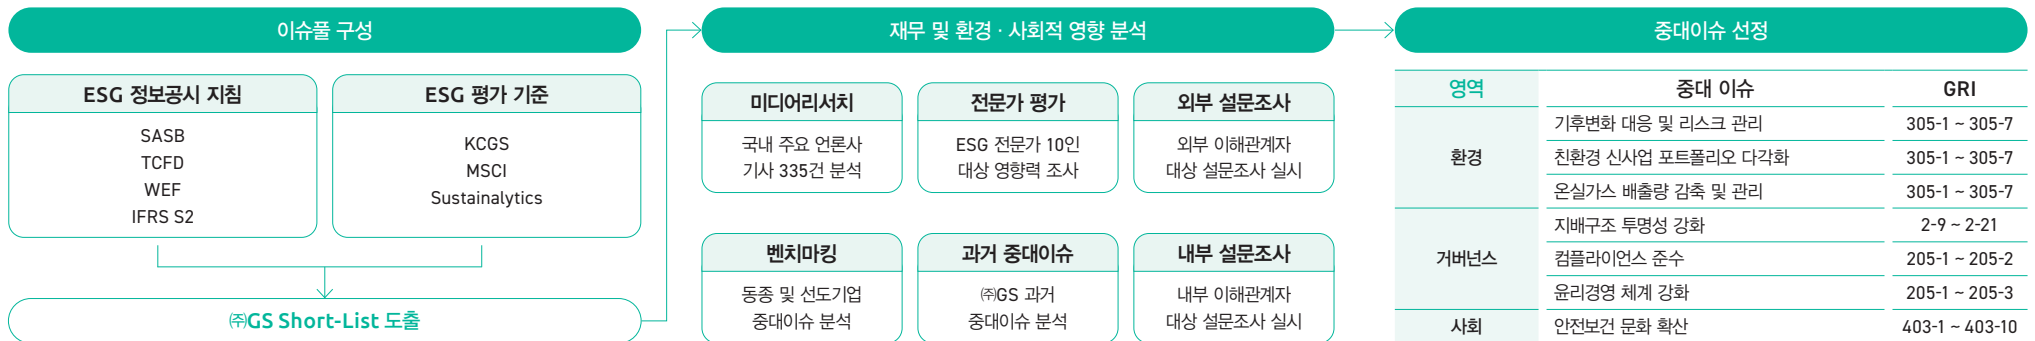 이슈풀 구성
ESG 정보공시 지침
SASB
TCFD
WEF
IFRS S2
ESG 평가 기준
KCGS
MSCI
Sustainalytics
㈜GS Short-List 도출
재무 및 환경 · 사회적 영향 분석
미디어리서치
국내 주요 언론사
기사 335건 분석
전문가 평가
ESG 전문가 10인
대상 영향력 조사
외부 설문조사
외부 이해관계자
대상 설문조사 실시
벤치마킹
동종 및 선도기업
중대이슈 분석
과거 중대이슈
㈜GS 과거
중대이슈 분석
내부 설문조사
내부 이해관계자
대상 설문조사 실시
중대이슈 선정
영역 중대 이슈 GRI
환경
기후변화 대응 및 리스크 관리 305-1 ~ 305-7
친환경 신사업 포트폴리오 다각화 305-1 ~ 305-7
온실가스 배출량 감축 및 관리 305-1 ~ 305-7
거버넌스
지배구조 투명성 강화 2-9 ~ 2-21
컴플라이언스 준수 205-1 ~ 205-2
윤리경영 체계 강화 205-1 ~ 205-3
사회 안전보건 문화 확산 403-1 ~ 403-10